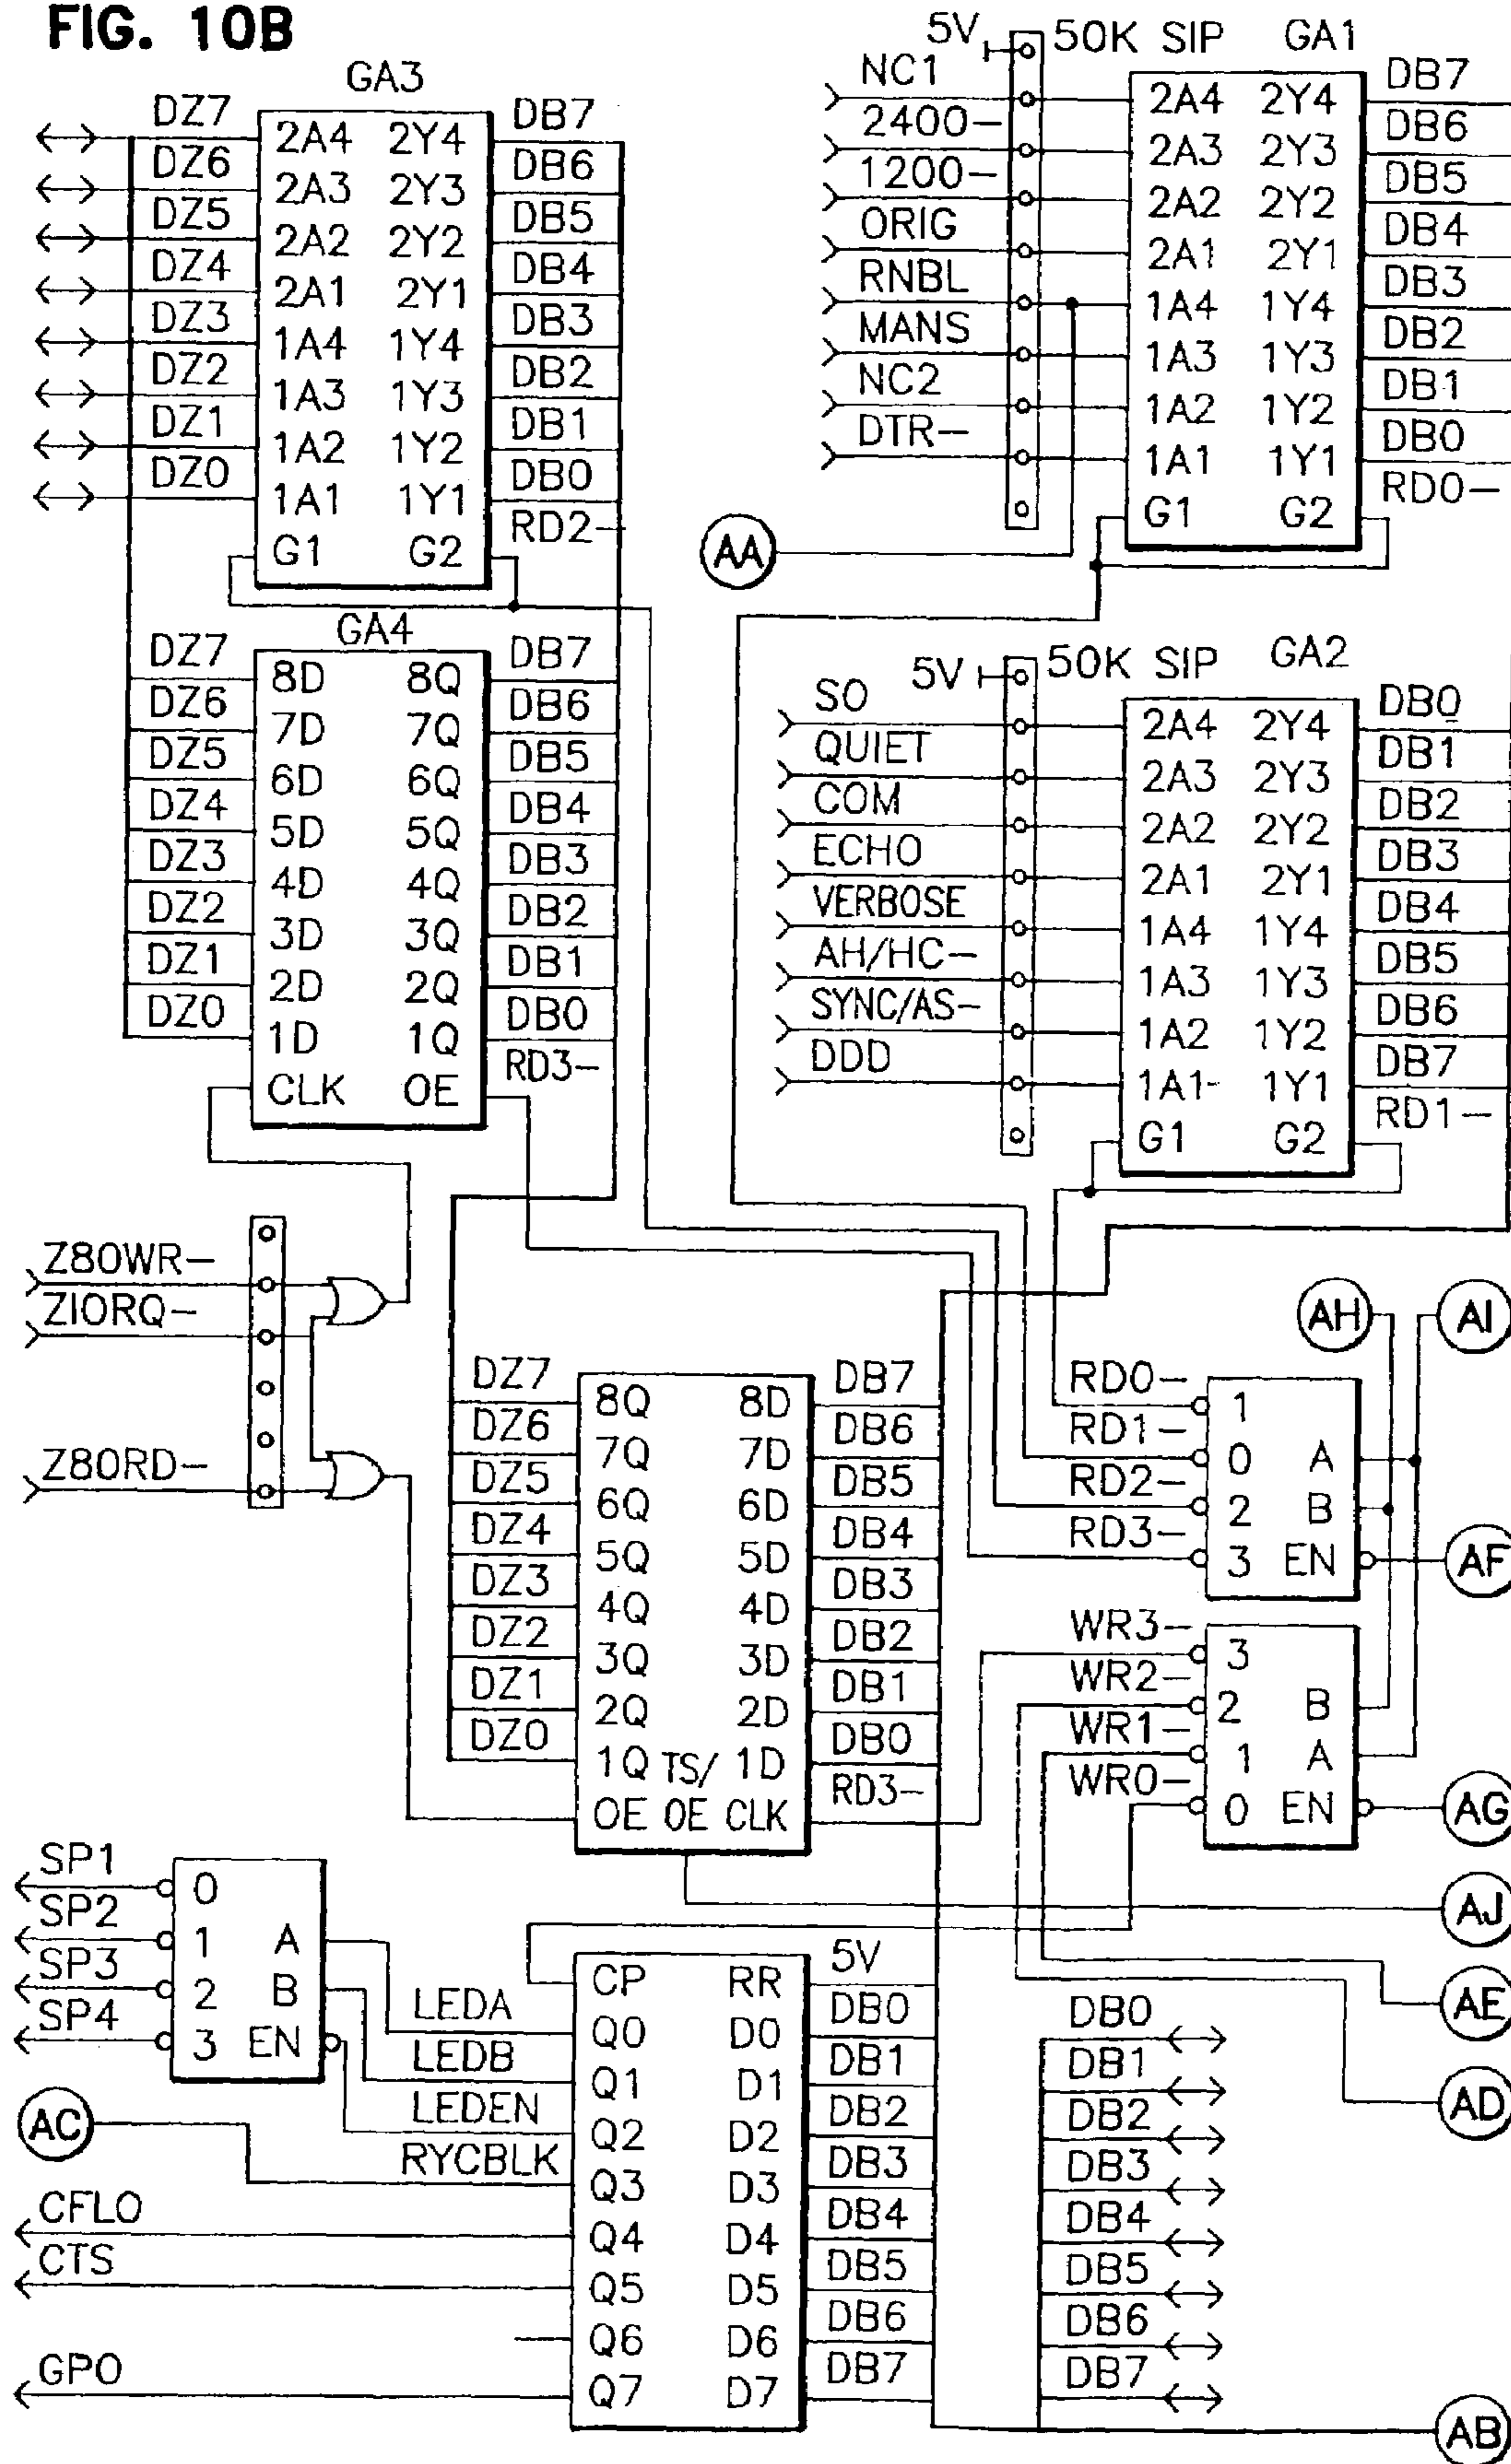 FIG. 10B
GA3
DZ7 2A4 2Y4 DB7
DZ6 2A3 2Y3 DB6
DZ5 2A2 2Y2 DB5
DZ4 2A1 2Y1 DB4
DZ3 1A4 1Y4 DB3
DZ2 1A3 1Y3 DB2
DZ1 1A2 1Y2 DB1
DZ0 1A1 1Y1 DB0
RD2-
G1 G2
5V 50K SIP GA1
NC1 2A4 2Y4 DB7
2400- 2A3 2Y3 DB6
1200- 2A2 2Y2 DB5
ORIG 2A1 2Y1 DB4
RNBL 1A4 1Y4 DB3
MANS 1A3 1Y3 DB2
NC2 1A2 1Y2 DB1
DTR- 1A1 1Y1 DB0
RD0-
G1 G2
AA
GA4
DZ7 8D 8Q DB7
DZ6 7D 7Q DB6
DZ5 6D 6Q DB5
DZ4 5D 5Q DB4
DZ3 4D 4Q DB3
DZ2 3D 3Q DB2
DZ1 2D 2Q DB1
DZ0 1D 1Q DB0
RD3-
CLK OE
5V 50K SIP GA2
SO 2A4 2Y4 DB0
QUIET 2A3 2Y3 DB1
COM 2A2 2Y2 DB2
ECHO 2A1 2Y1 DB3
VERBOSE 1A4 1Y4 DB4
AH/HC- 1A3 1Y3 DB5
SYNC/AS- 1A2 1Y2 DB6
DDD 1A1- 1Y1 DB7
RD1-
G1 G2
Z80WR-
ZIORQ-
Z80RD-
DZ7 8Q 8D DB7
DZ6 7Q 7D DB6
DZ5 6Q 6D DB5
DZ4 5Q 5D DB4
DZ3 4Q 4D DB3
DZ2 3Q 3D DB2
DZ1 2Q 2D DB1
DZ0 1Q TS/ 1D DB0
RD3-
OE OE CLK
AH AI
RD0- 1
RD1- 0 A
RD2- 2 B
RD3- 3 EN AF
WR3- 3
WR2- 2 B
WR1- 1 A
WR0- 0 EN AG
AJ
AE
AD
SP1 0
SP2 1 A
SP3 2 B
SP4 3 EN
AC
CFLO
CTS
GPO
CP RR 5V
LEDA Q0 D0 DB0
LEDB Q1 D1 DB1
LEDEN Q2 D2 DB2
RYCBLK Q3 D3 DB3
Q4 D4 DB4
Q5 D5 DB5
Q6 D6 DB6
Q7 D7 DB7
DB0
DB1
DB2
DB3
DB4
DB5
DB6
DB7
AB